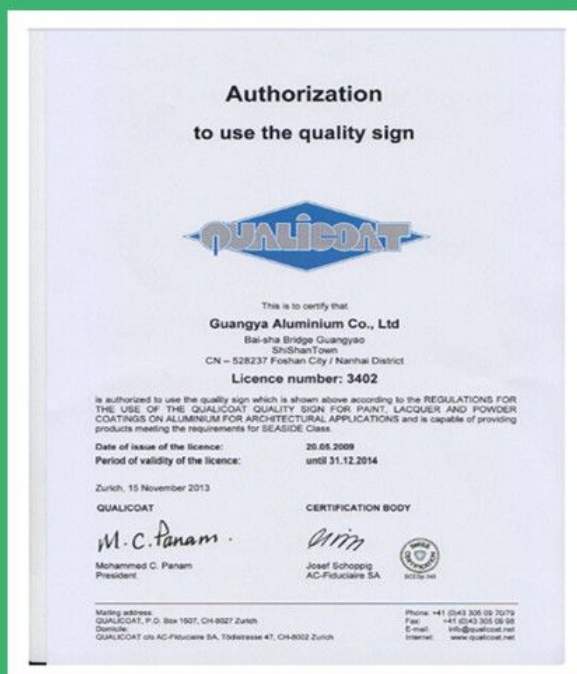 Authorization
to use the quality sign
QUALICOAT
This is to certify that
Guangya Aluminium Co., Ltd
Bai-sha Bridge Guangyao
ShiShanTown
CN – 528237 Foshan City / Nanhai District
Licence number: 3402
is authorized to use the quality sign which is shown above according to the REGULATIONS FOR
THE USE OF THE QUALICOAT QUALITY SIGN FOR PAINT, LACQUER AND POWDER
COATINGS ON ALUMINIUM FOR ARCHITECTURAL APPLICATIONS and is capable of providing
products meeting the requirements for SEASIDE Class.
Date of issue of the licence: 20.05.2009
Period of validity of the licence: until 31.12.2014
Zurich, 15 November 2013
QUALICOAT CERTIFICATION BODY
M. C. Panam.
Mohammed C. Panam Josef Schoppig
President AC-Fiduciaire SA
Mailing address:
QUALICOAT, P.O. Box 1507, CH-8027 Zurich
Domicile:
QUALICOAT c/o AC-Fiduciaire SA, Tödistrasse 47, CH-8002 Zurich
Phone: +41 (0)43 305 09 70/79
Fax: +41 (0)43 305 09 98
E-mail: info@qualicoat.net
Internet: www.qualicoat.net